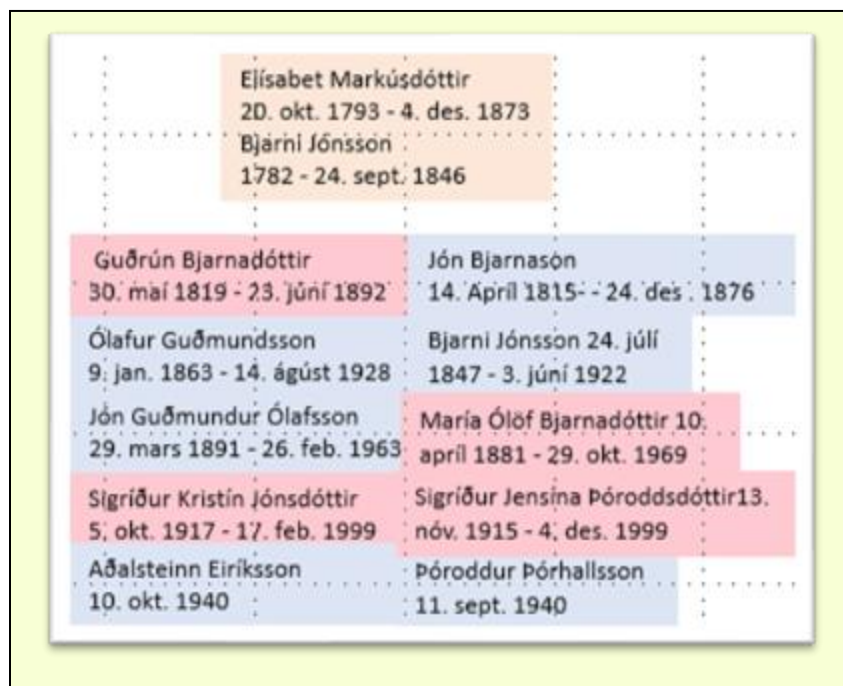 Elísabet Markúsdóttir
20. okt. 1793 - 4. des. 1873
Bjarni Jónsson
1782 - 24. sept. 1846
Guðrún Bjarnadóttir
30. maí 1819 - 23. júní 1892
Ólafur Guðmundsson
9. jan. 1863 - 14. ágúst 1928
Jón Guðmundur Ólafsson
29. mars 1891 - 26. feb. 1963
Sigríður Kristín Jónsdóttir
5. okt. 1917 - 17. feb. 1999
Aðalsteinn Eiríksson
10. okt. 1940
Jón Bjarnason
14. Apríl 1815- - 24. des . 1876
Bjarni Jónsson 24. júlí
1847 - 3. júní 1922
María Ólöf Bjarnadóttir 10.
apríl 1881 - 29. okt. 1969
Sigríður Jensína Þóroddsdóttir13.
nóv. 1915 - 4. des. 1999
Þóroddur Þórhallsson
11. sept. 1940